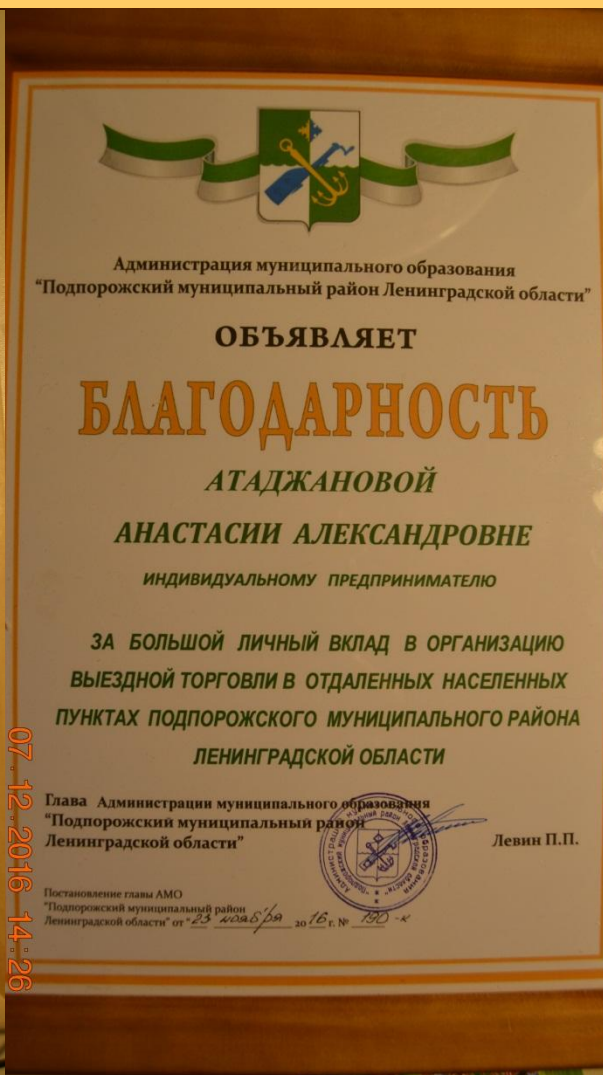 Администрация муниципального образования
"Подпорожский муниципальный район Ленинградской области"
ОБЪЯВЛЯЕТ
БЛАГОДАРНОСТЬ
АТАДЖАНОВОЙ
АНАСТАСИИ АЛЕКСАНДРОВНЕ
ИНДИВИДУАЛЬНОМУ ПРЕДПРИНИМАТЕЛЮ
ЗА БОЛЬШОЙ ЛИЧНЫЙ ВКЛАД В ОРГАНИЗАЦИЮ
ВЫЕЗДНОЙ ТОРГОВЛИ В ОТДАЛЕННЫХ НАСЕЛЕННЫХ
ПУНКТАХ ПОДПОРОЖСКОГО МУНИЦИПАЛЬНОГО РАЙОНА
ЛЕНИНГРАДСКОЙ ОБЛАСТИ
Глава Администрации муниципального образования
"Подпорожский муниципальный район
Ленинградской области"
Левин П.П.
Постановление главы АМО
"Подпорожский муниципальный район
Ленинградской области" от "23 ноября 2016 г. № 190-к
07.12.2016 14:26